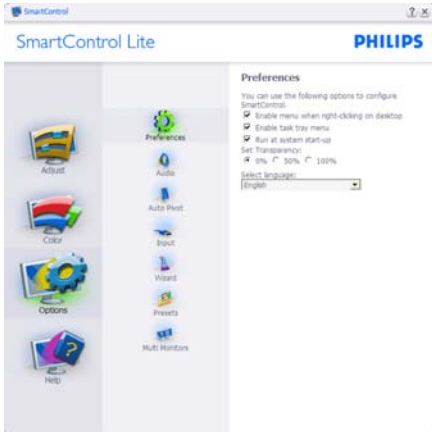 SmartControl
SmartControl Lite
PHILIPS
Adjust
Color
Options
Help
Preferences
Audio
Auto Pivot
Input
Wizard
Presets
Multi Monitors
Preferences
You can use the following options to configure
SmartControl.
Enable menu when right-clicking on desktop
Enable task tray menu
Run at system start-up
Set Transparency:
0% 50% 100%
Select language:
English